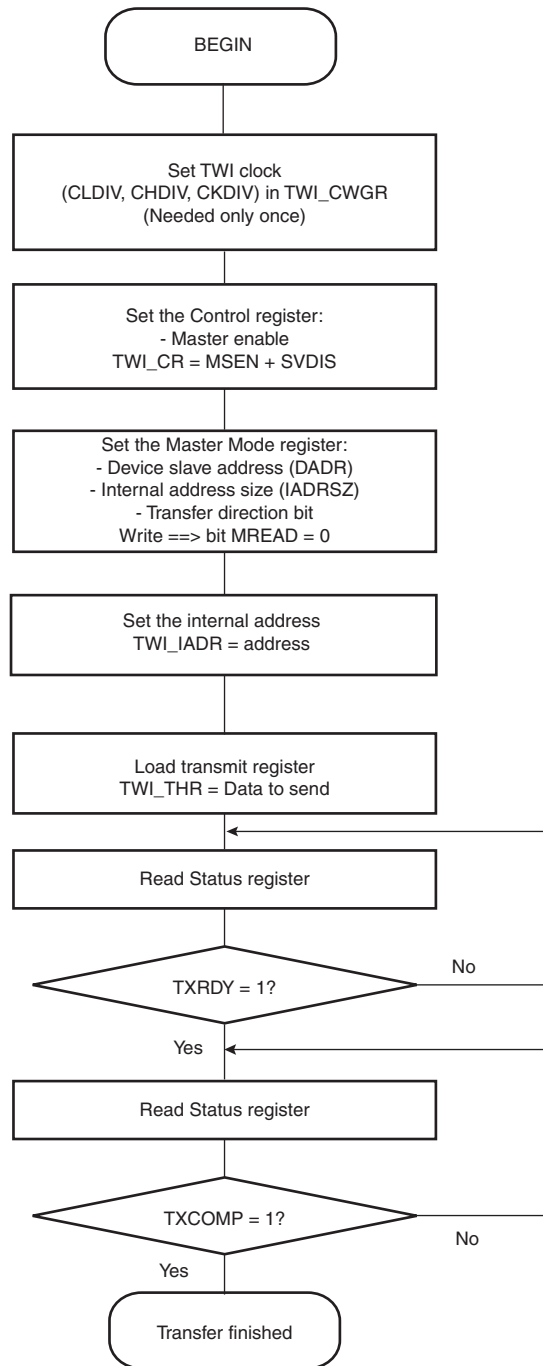 BEGIN
Set TWI clock
(CLDIV, CHDIV, CKDIV) in TWI_CWGR
(Needed only once)
Set the Control register:
- Master enable
TWI_CR = MSEN + SVDIS
Set the Master Mode register:
- Device slave address (DADR)
- Internal address size (IADRSZ)
- Transfer direction bit
Write ==> bit MREAD = 0
Set the internal address
TWI_IADR = address
Load transmit register
TWI_THR = Data to send
Read Status register
No
TXRDY = 1?
Yes
Read Status register
TXCOMP = 1?
No
Yes
Transfer finished